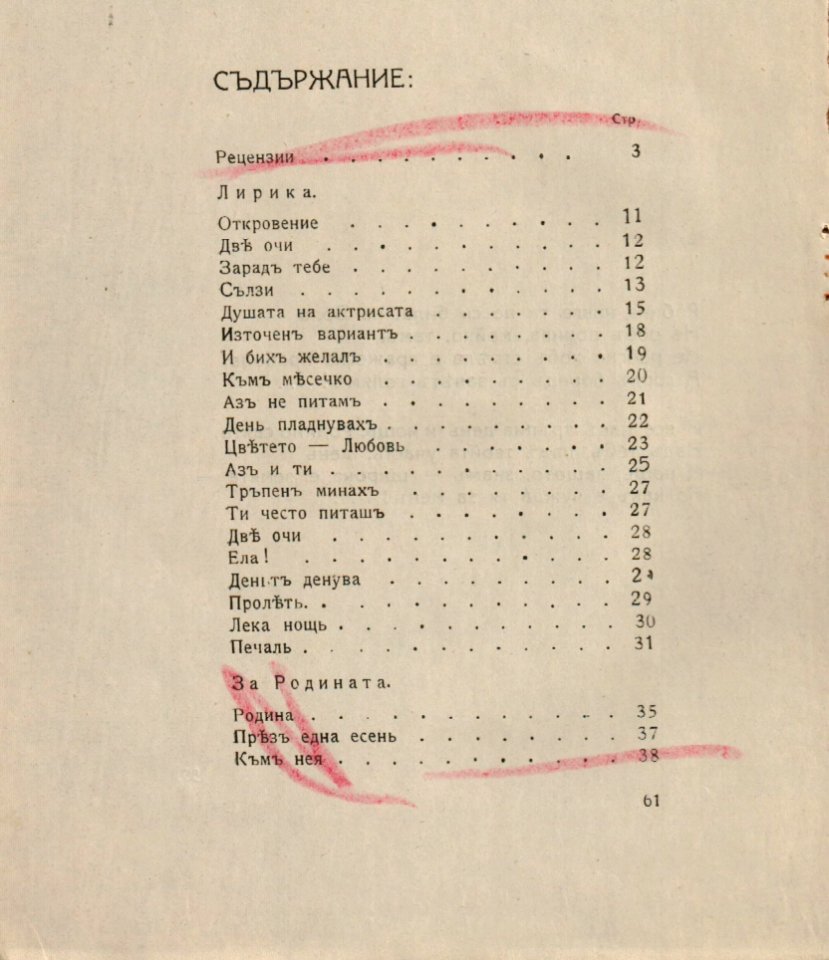 СЪДЪРЖАНИЕ:
Стр.
Рецензии . . . . . . . . . . 3
Лирика.
Откровение . . . . . . . . . . 11
Двѣ очи . . . . . . . . . . . 12
Зарадъ тебе . . . . . . . . . . 12
Сълзи . . . . . . . . . . . . 13
Душата на актрисата . . . . . . . 15
Източенъ вариантъ . . . . . . . . 18
И бихъ желалъ . . . . . . . . . 19
Къмъ мѣсечко . . . . . . . . . 20
Азъ не питамъ . . . . . . . . . 21
День пладнувахъ . . . . . . . . . 22
Цвѣтето — Любовь . . . . . . . . 23
Азъ и ти . . . . . . . . . . . 25
Тръпенъ минахъ . . . . . . . . 27
Ти често питашъ . . . . . . . . 27
Двѣ очи . . . . . . . . . . . 28
Ела! . . . . . . . . . . . . 28
Деньтъ денува . . . . . . . . . 2
Пролѣть. . . . . . . . . . . . 29
Лека нощь . . . . . . . . . . . 30
Печаль . . . . . . . . . . . . 31
За Родината.
Родина . . . . . . . . . . . . 35
Прѣзъ една есень . . . . . . . . 37
Къмъ нея . . . . . . . . . . . 38
61